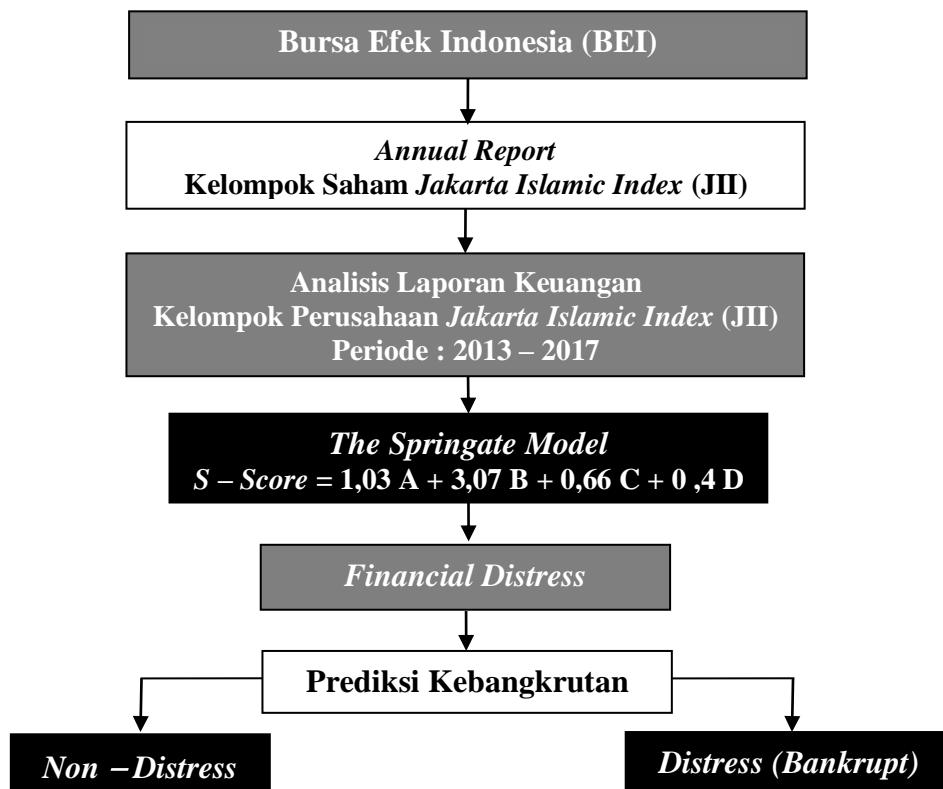 Bursa Efek Indonesia (BEI)
Annual Report
Kelompok Saham Jakarta Islamic Index (JII)
Analisis Laporan Keuangan
Kelompok Perusahaan Jakarta Islamic Index (JII)
Periode : 2013 – 2017
The Springate Model
S – Score = 1,03 A + 3,07 B + 0,66 C + 0 ,4 D
Financial Distress
Prediksi Kebangkrutan
Non – Distress
Distress (Bankrupt)